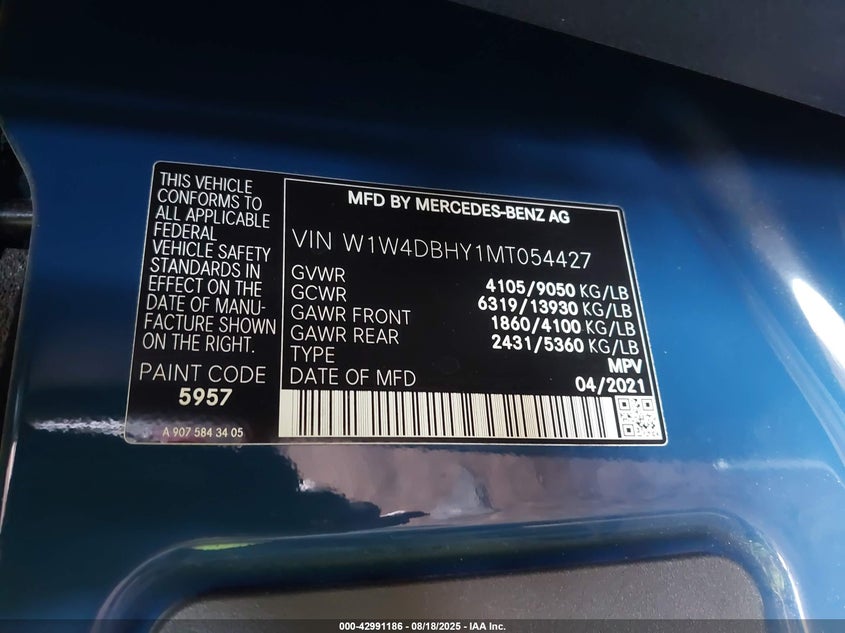 THIS VEHICLE
CONFORMS TO
ALL APPLICABLE
FEDERAL
VEHICLE SAFETY
STANDARDS IN
EFFECT ON THE
DATE OF MANU-
FACTURE SHOWN
ON THE RIGHT.
PAINT CODE
5957
A 907 584 34 05
MFD BY MERCEDES-BENZ AG
VIN W1W4DBHY1MT054427
GVWR 4105/9050 KG/LB
GCWR 6319/13930 KG/LB
GAWR FRONT 1860/4100 KG/LB
GAWR REAR 2431/5360 KG/LB
TYPE MPV
DATE OF MFD 04/2021
000-42991186 - 08/18/2025 - IAA Inc.